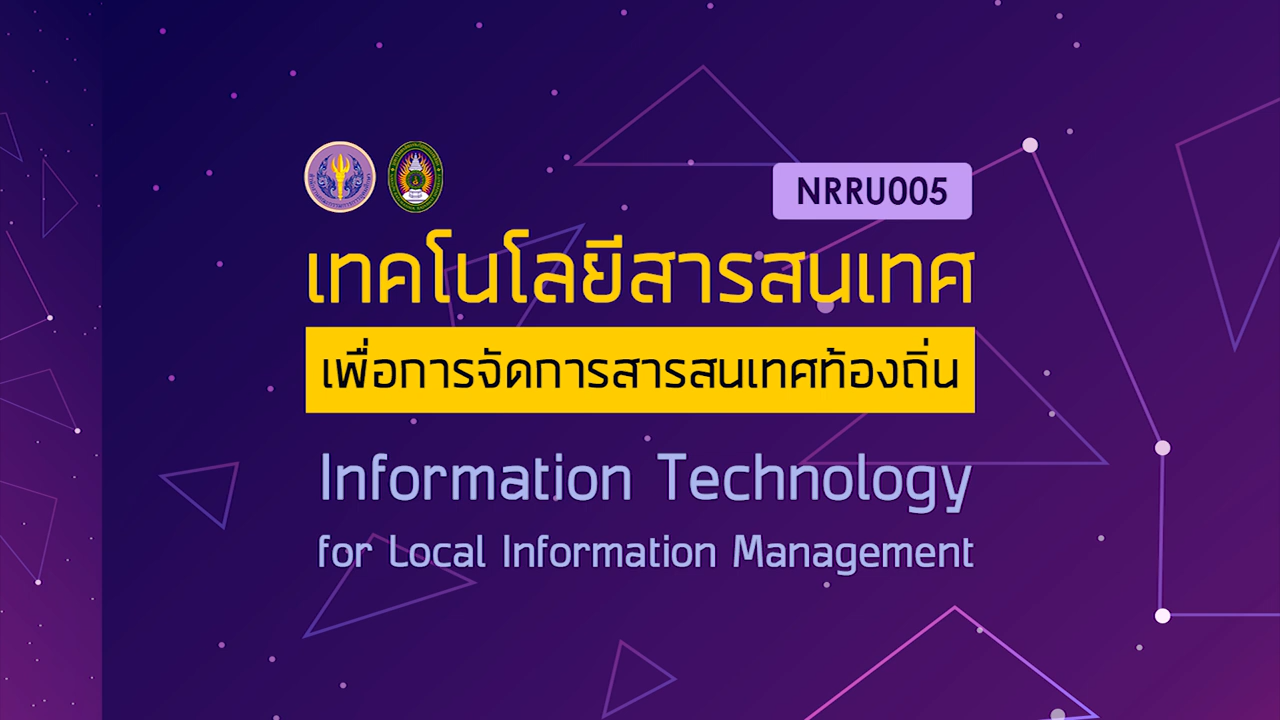 NRRU005
เทคโนโลยีสารสนเทศ
เพื่อการจัดการสารสนเทศท้องถิ่น
Information Technology
for Local Information Management